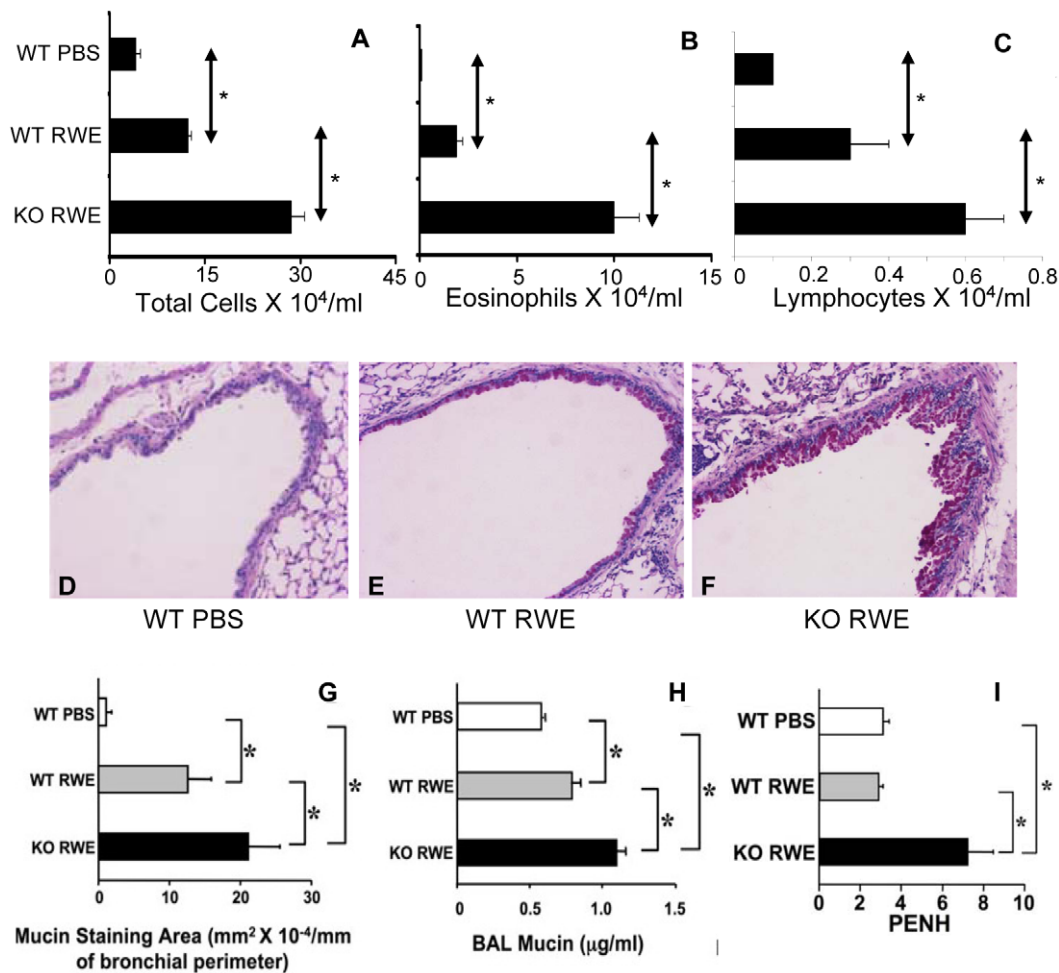 A
WT PBS
*
WT RWE
*
KO RWE
0 15 30 45
Total Cells X 10⁴/ml
B
*
*
0 5 10 15
Eosinophils X 10⁴/ml
C
*
*
0 0.2 0.4 0.6 0.8
Lymphocytes X 10⁴/ml
D
WT PBS
E
WT RWE
F
KO RWE
G
WT PBS
*
WT RWE
*
*
KO RWE
0 10 20 30
Mucin Staining Area (mm² X 10⁻⁴/mm
of bronchial perimeter)
H
WT PBS
*
WT RWE
*
*
KO RWE
0 0.5 1.0 1.5
BAL Mucin (µg/ml)
I
WT PBS
*
WT RWE
*
KO RWE
0 2 4 6 8 10
PENH